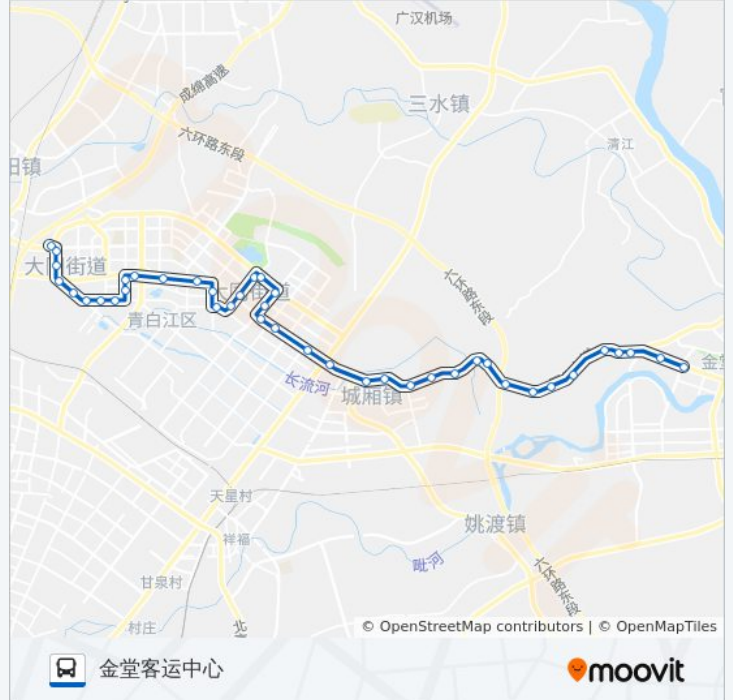 广汉机场
成绵高速
三水镇
六环路东段
清江
阳镇
街道
六环路东段
街道
青白江区
金堂
长流河
城厢镇
天星村
姚渡镇
祥福
毗河
六环路东段
甘泉村
村庄
© OpenStreetMap contributors | © OpenMapTiles
金堂客运中心
moovit